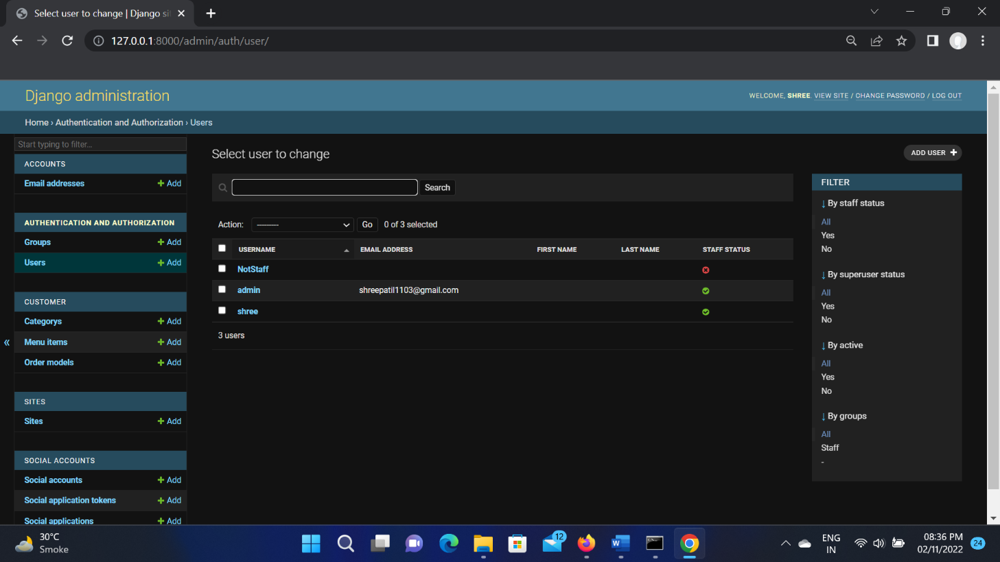 Select user to change | Django si
127.0.0.1:8000/admin/auth/user/
Django administration
WELCOME, SHREE. VIEW SITE / CHANGE PASSWORD / LOG OUT
Home › Authentication and Authorization › Users
Start typing to filter...
ACCOUNTS
Email addresses + Add
AUTHENTICATION AND AUTHORIZATION
Groups + Add
Users + Add
CUSTOMER
Categorys + Add
Menu items + Add
Order models + Add
SITES
Sites + Add
SOCIAL ACCOUNTS
Social accounts + Add
Social application tokens + Add
Social applications + Add
«
Select user to change
ADD USER +
Search
Action: --------- Go 0 of 3 selected
USERNAME EMAIL ADDRESS FIRST NAME LAST NAME STAFF STATUS
NotStaff
admin shreepatil1103@gmail.com
shree
3 users
FILTER
↓ By staff status
All
Yes
No
↓ By superuser status
All
Yes
No
↓ By active
All
Yes
No
↓ By groups
All
Staff
-
30°C
Smoke
12
ENG
IN
08:36 PM
02/11/2022
24